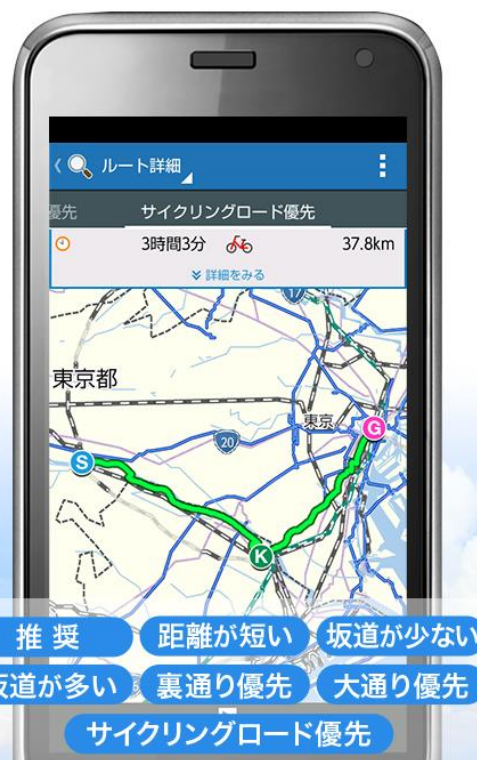 ルート詳細
優先 サイクリングロード優先
3時間3分 37.8km
詳細をみる
東京都
東京
G
20
S
K
推奨 距離が短い 坂道が少ない
坂道が多い 裏通り優先 大通り優先
サイクリングロード優先